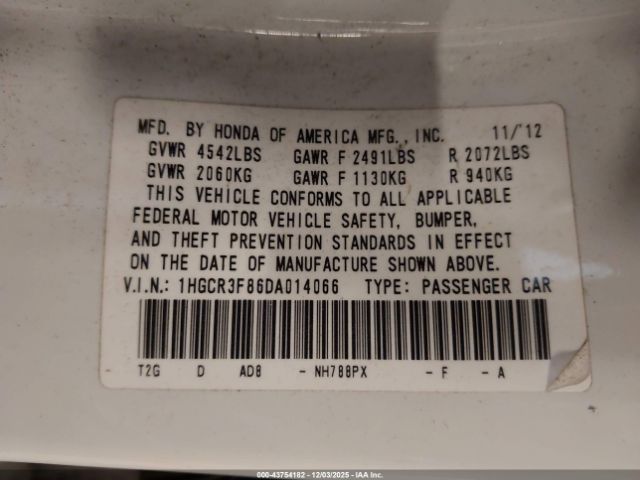 MFD. BY HONDA OF AMERICA MFG., INC. 11/'12
GVWR 4542LBS GAWR F 2491LBS R 2072LBS
GVWR 2060KG GAWR F 1130KG R 940KG
THIS VEHICLE CONFORMS TO ALL APPLICABLE
FEDERAL MOTOR VEHICLE SAFETY, BUMPER,
AND THEFT PREVENTION STANDARDS IN EFFECT
ON THE DATE OF MANUFACTURE SHOWN ABOVE.
V.I.N.: 1HGCR3F86DA014066 TYPE: PASSENGER CAR
T2G D AD8 - NH788PX - F - A
000-43754182 - 12/03/2025 - IAA Inc.